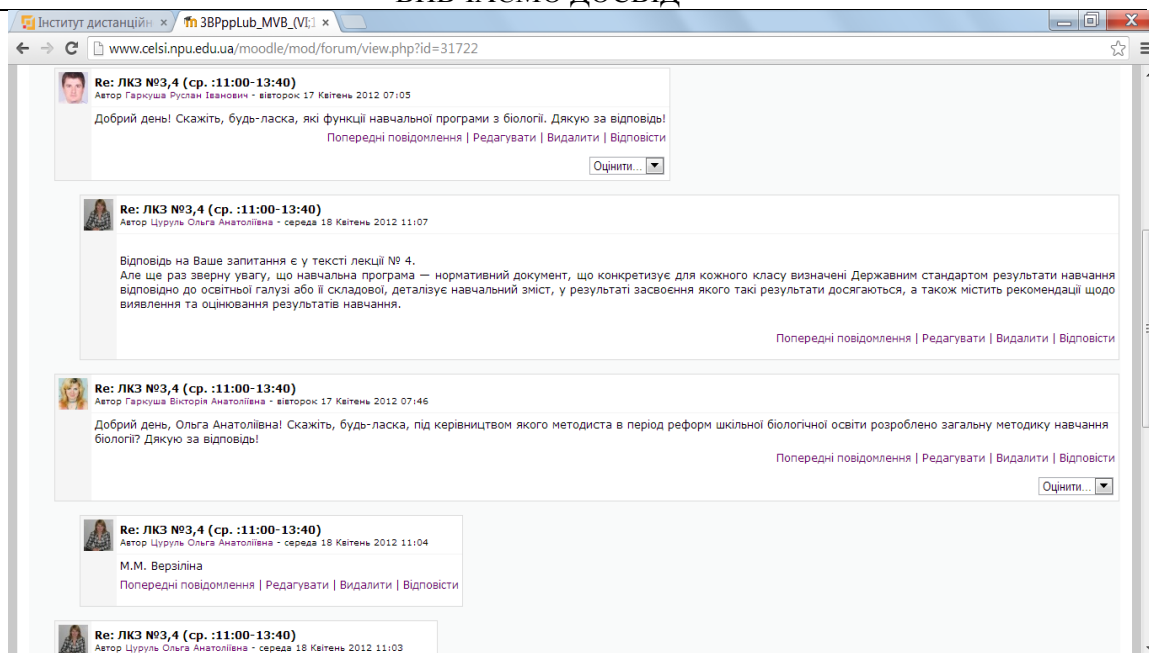 ВИВЧАЄМО ДОСВІД
Інститут дистанційн
3BPppLub_MVB_(VI;1
www.celsi.npu.edu.ua/moodle/mod/forum/view.php?id=31722
Re: ЛКЗ №3,4 (ср. :11:00-13:40)
Автор Гаркуша Руслан Іванович - вівторок 17 Квітень 2012 07:05
Добрий день! Скажіть, будь-ласка, які функції навчальної програми з біології. Дякую за відповідь!
Попередні повідомлення | Редагувати | Видалити | Відповісти
Оцінити...
Re: ЛКЗ №3,4 (ср. :11:00-13:40)
Автор Цуруль Ольга Анатоліївна - середа 18 Квітень 2012 11:07
Відповідь на Ваше запитання є у тексті лекції № 4.
Але ще раз зверну увагу, що навчальна програма — нормативний документ, що конкретизує для кожного класу визначені Державним стандартом результати навчання
відповідно до освітньої галузі або її складової, деталізує навчальний зміст, у результаті засвоєння якого такі результати досягаються, а також містить рекомендації щодо
виявлення та оцінювання результатів навчання.
Попередні повідомлення | Редагувати | Видалити | Відповісти
Re: ЛКЗ №3,4 (ср. :11:00-13:40)
Автор Гаркуша Вікторія Анатоліївна - вівторок 17 Квітень 2012 07:46
Добрий день, Ольга Анатоліївна! Скажіть, будь-ласка, під керівництвом якого методиста в період реформ шкільної біологічної освіти розроблено загальну методику навчання
біології? Дякую за відповідь!
Попередні повідомлення | Редагувати | Видалити | Відповісти
Оцінити...
Re: ЛКЗ №3,4 (ср. :11:00-13:40)
Автор Цуруль Ольга Анатоліївна - середа 18 Квітень 2012 11:04
М.М. Верзіліна
Попередні повідомлення | Редагувати | Видалити | Відповісти
Re: ЛКЗ №3,4 (ср. :11:00-13:40)
Автор Цуруль Ольга Анатоліївна - середа 18 Квітень 2012 11:03